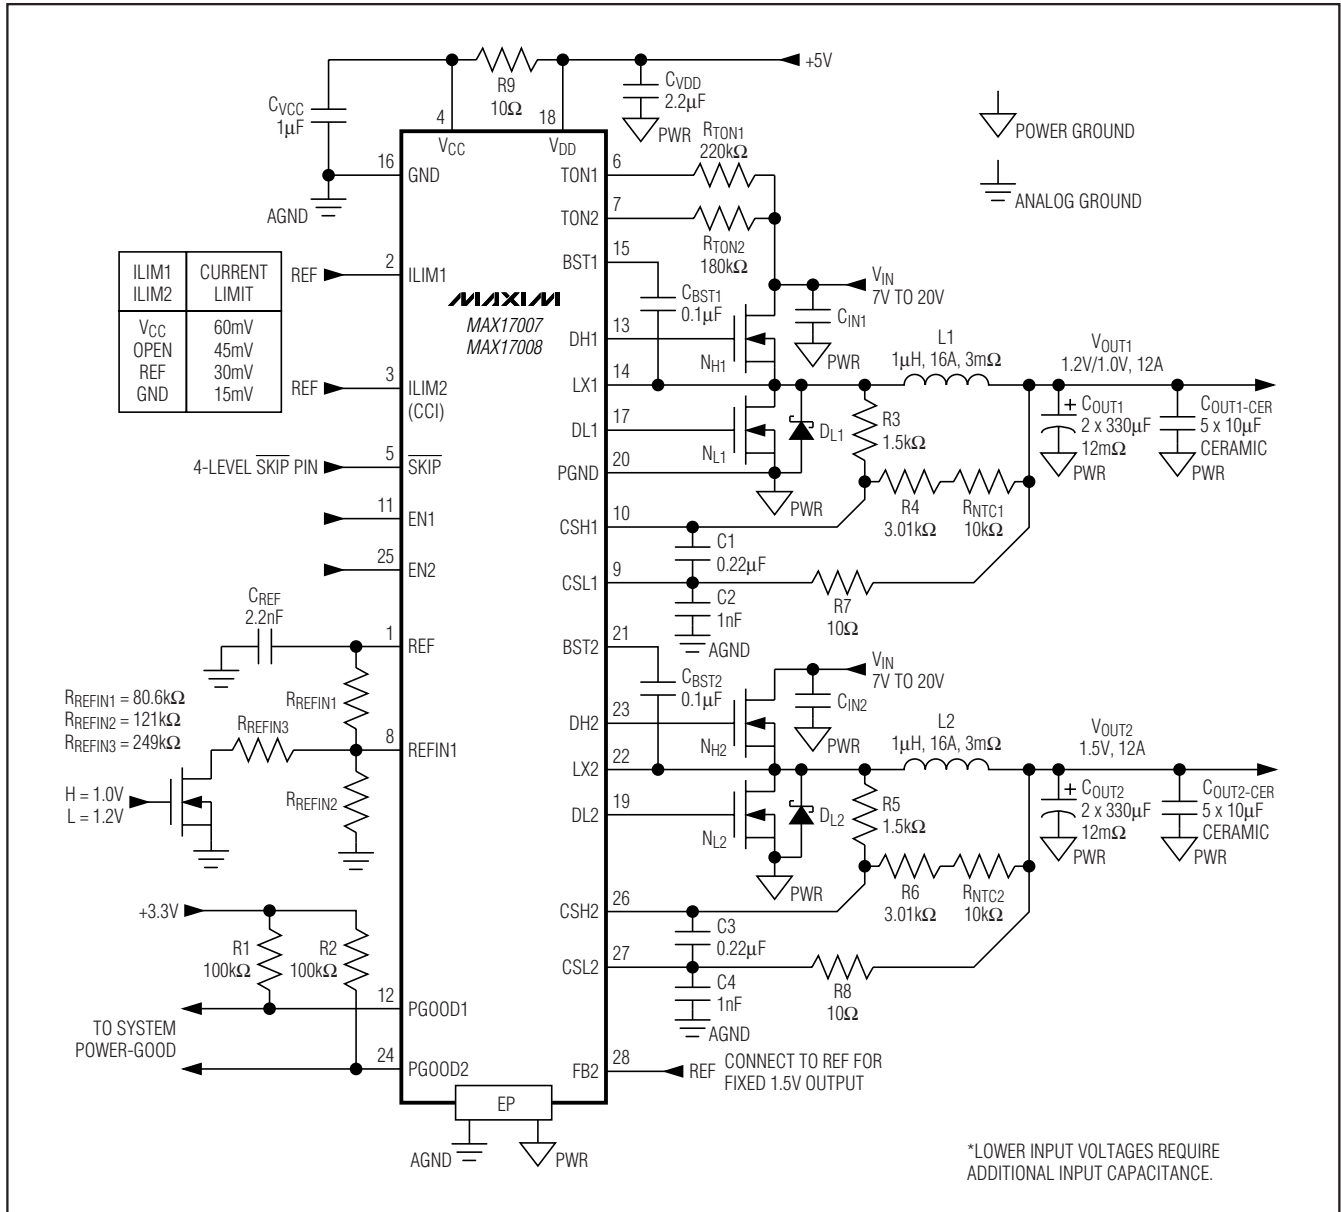 +5V
R9
10Ω
CVCC
1µF
CVDD
2.2µF
PWR
4
18
VCC
VDD
16
GND
AGND
RTON1
220kΩ
6
TON1
7
TON2
RTON2
180kΩ
POWER GROUND
ANALOG GROUND
ILIM1
ILIM2
CURRENT
LIMIT
VCC 60mV
OPEN 45mV
REF 30mV
GND 15mV
REF
2
ILIM1
MAXIM
MAX17007
MAX17008
REF
3
ILIM2
(CCI)
4-LEVEL SKIP PIN
5
SKIP
11
EN1
25
EN2
15
BST1
CBST1
0.1µF
VIN
7V TO 20V
CIN1
PWR
13
DH1
NH1
14
LX1
L1
1µH, 16A, 3mΩ
VOUT1
1.2V/1.0V, 12A
17
DL1
NL1
DL1
R3
1.5kΩ
+
COUT1
2 x 330µF
12mΩ
PWR
COUT1-CER
5 x 10µF
CERAMIC
PWR
20
PGND
PWR
R4
3.01kΩ
RNTC1
10kΩ
10
CSH1
C1
0.22µF
9
CSL1
R7
10Ω
C2
1nF
AGND
CREF
2.2nF
1
REF
RREFIN1 = 80.6kΩ
RREFIN2 = 121kΩ
RREFIN3 = 249kΩ
RREFIN1
RREFIN3
8
REFIN1
RREFIN2
H = 1.0V
L = 1.2V
21
BST2
CBST2
0.1µF
VIN
7V TO 20V
CIN2
PWR
23
DH2
NH2
22
LX2
L2
1µH, 16A, 3mΩ
VOUT2
1.5V, 12A
19
DL2
NL2
DL2
R5
1.5kΩ
+
COUT2
2 x 330µF
12mΩ
PWR
COUT2-CER
5 x 10µF
CERAMIC
PWR
PWR
R6
3.01kΩ
RNTC2
10kΩ
26
CSH2
C3
0.22µF
27
CSL2
R8
10Ω
C4
1nF
AGND
+3.3V
R1
100kΩ
R2
100kΩ
12
PGOOD1
TO SYSTEM
POWER-GOOD
24
PGOOD2
28
FB2
REF
CONNECT TO REF FOR
FIXED 1.5V OUTPUT
EP
AGND
PWR
*LOWER INPUT VOLTAGES REQUIRE
ADDITIONAL INPUT CAPACITANCE.